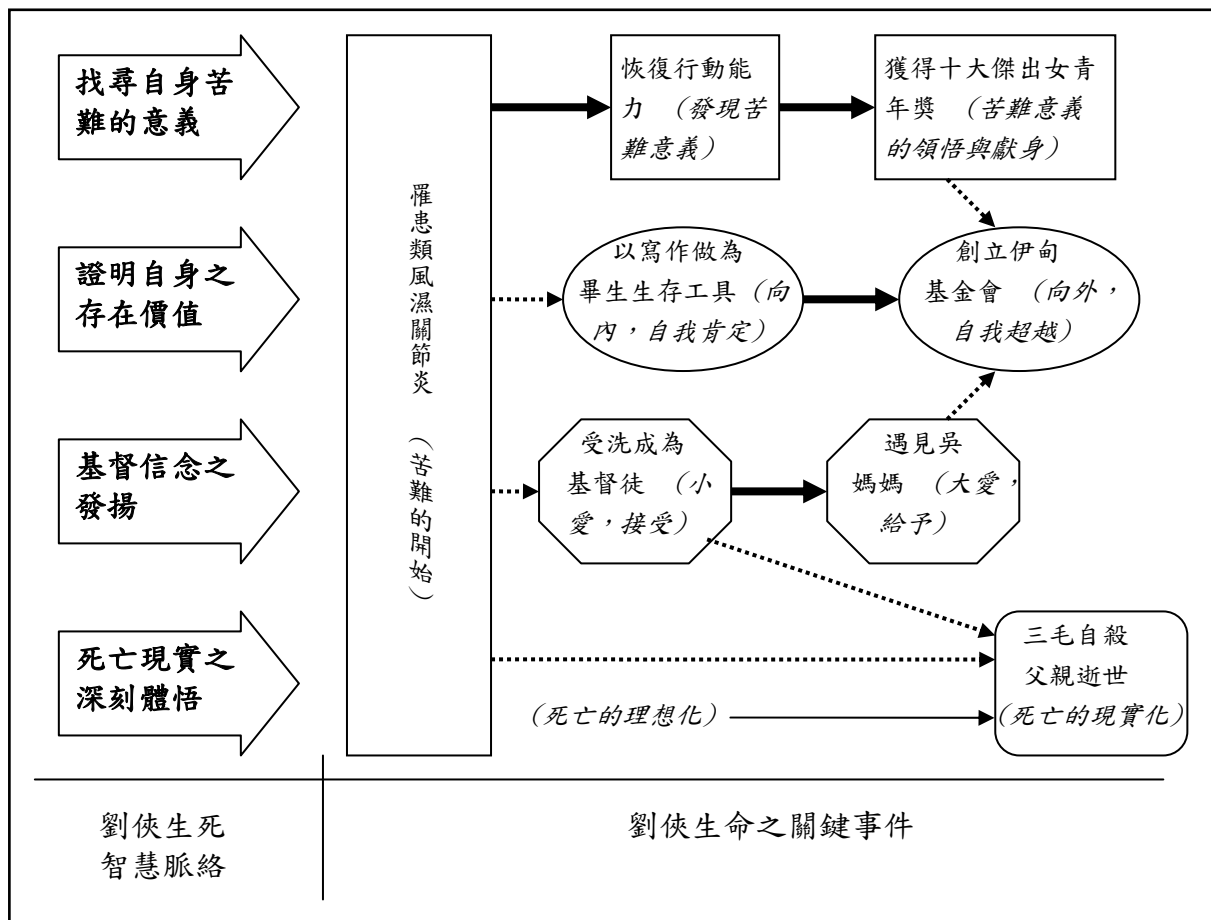 找尋自身苦
難的意義
罹患類風濕關節炎 （苦難的開始）
恢復行動能
力 （發現苦
難意義）
獲得十大傑出女青
年獎 （苦難意義
的領悟與獻身）
證明自身之
存在價值
以寫作做為
畢生生存工具（向
內，自我肯定）
創立伊甸
基金會 （向外，
自我超越）
基督信念之
發揚
受洗成為
基督徒 （小
愛，接受）
遇見吳
媽媽 （大愛，
給予）
死亡現實之
深刻體悟
（死亡的理想化）
三毛自殺
父親逝世
（死亡的現實化）
劉俠生死
智慧脈絡
劉俠生命之關鍵事件